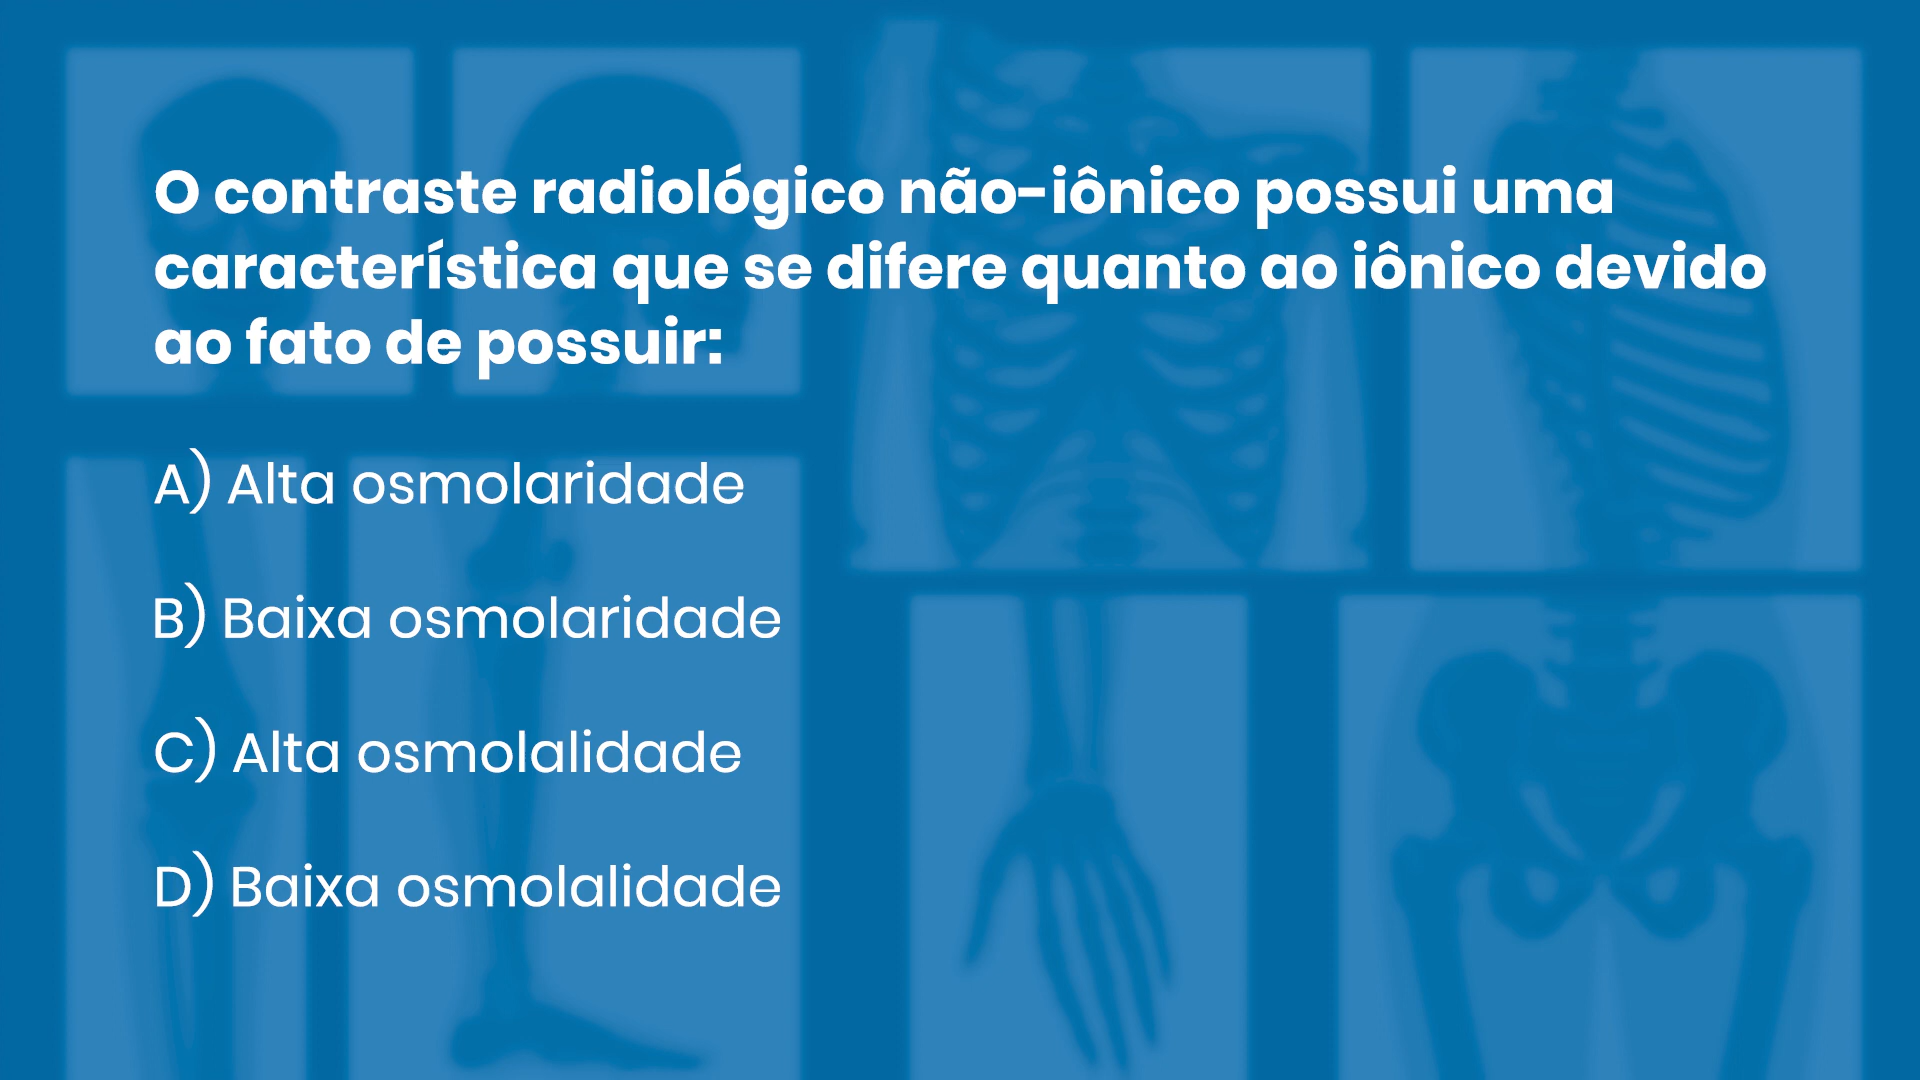 O contraste radiológico não-iônico possui uma
característica que se difere quanto ao iônico devido
ao fato de possuir:
A) Alta osmolaridade
B) Baixa osmolaridade
C) Alta osmolalidade
D) Baixa osmolalidade